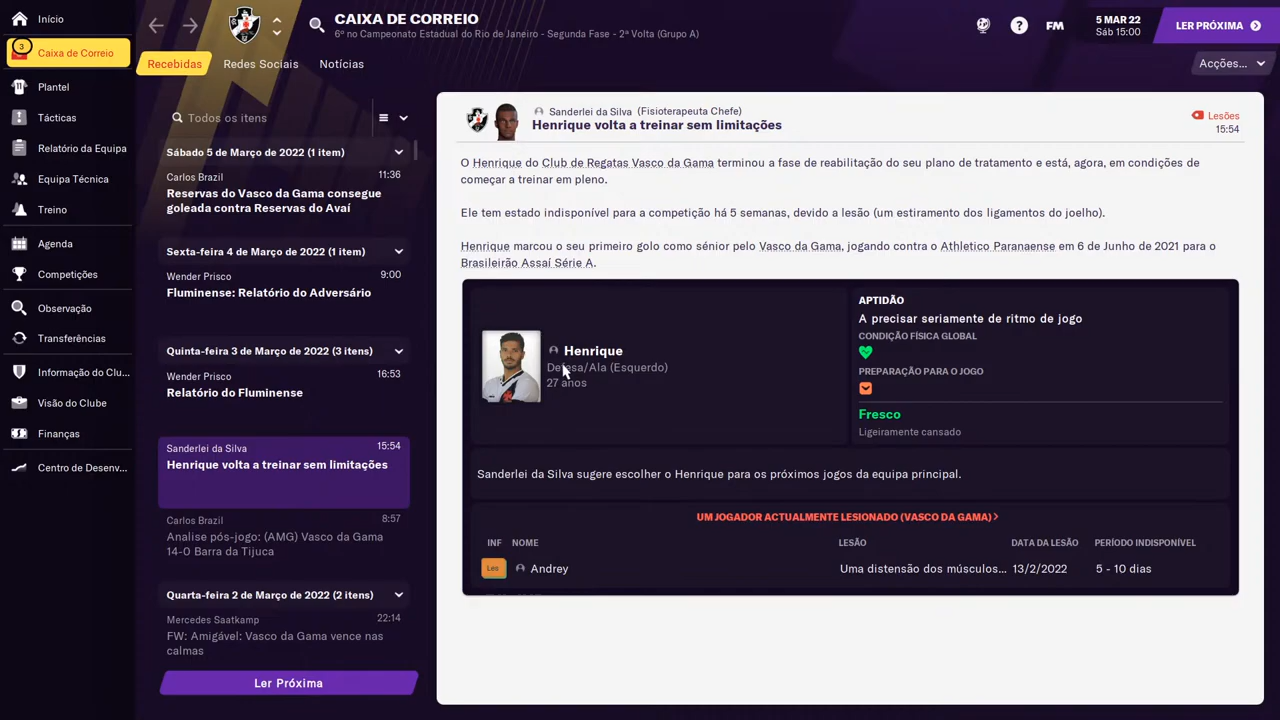 Início
3
Caixa de Correio
11
Plantel
Tácticas
Relatório da Equipa
Equipa Técnica
Treino
Agenda
Competições
Observação
Transferências
Informação do Clu...
Visão do Clube
Finanças
Centro de Desenv...
CAIXA DE CORREIO
6º no Campeonato Estadual do Rio de Janeiro - Segunda Fase - 2ª Volta (Grupo A)
?
FM
5 MAR 22
Sáb 15:00
LER PRÓXIMA
Recebidas
Redes Sociais
Notícias
Acções...
Todos os itens
Sábado 5 de Março de 2022 (1 item)
Carlos Brazil
11:36
Reservas do Vasco da Gama consegue
goleada contra Reservas do Avaí
Sexta-feira 4 de Março de 2022 (1 item)
Wender Prisco
9:00
Fluminense: Relatório do Adversário
Quinta-feira 3 de Março de 2022 (3 itens)
Wender Prisco
16:53
Relatório do Fluminense
Sanderlei da Silva
15:54
Henrique volta a treinar sem limitações
Carlos Brazil
8:57
Analise pós-jogo: (AMG) Vasco da Gama
14-0 Barra da Tijuca
Quarta-feira 2 de Março de 2022 (2 itens)
Mercedes Saatkamp
22:14
FW: Amigável: Vasco da Gama vence nas
calmas
Ler Próxima
Sanderlei da Silva (Fisioterapeuta Chefe)
Henrique volta a treinar sem limitações
Lesões
15:54
O Henrique do Club de Regatas Vasco da Gama terminou a fase de reabilitação do seu plano de tratamento e está, agora, em condições de
começar a treinar em pleno.
Ele tem estado indisponível para a competição há 5 semanas, devido a lesão (um estiramento dos ligamentos do joelho).
Henrique marcou o seu primeiro golo como sénior pelo Vasco da Gama, jogando contra o Athletico Paranaense em 6 de Junho de 2021 para o
Brasileirão Assaí Série A.
Henrique
Defesa/Ala (Esquerdo)
27 anos
APTIDÃO
A precisar seriamente de ritmo de jogo
CONDIÇÃO FÍSICA GLOBAL
PREPARAÇÃO PARA O JOGO
Fresco
Ligeiramente cansado
Sanderlei da Silva sugere escolher o Henrique para os próximos jogos da equipa principal.
UM JOGADOR ACTUALMENTE LESIONADO (VASCO DA GAMA)
INF
NOME
LESÃO
DATA DA LESÃO
PERÍODO INDISPONÍVEL
Les
Andrey
Uma distensão dos músculos...
13/2/2022
5 - 10 dias